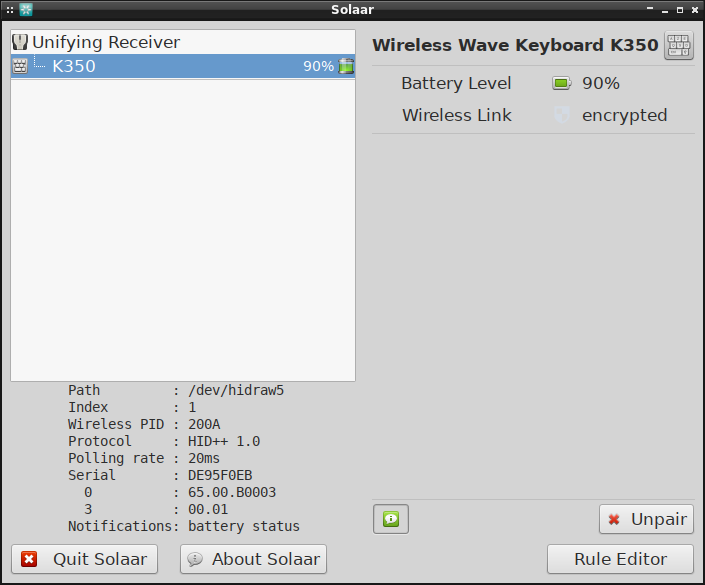 Solaar
Unifying Receiver
K350 90%
Wireless Wave Keyboard K350
Battery Level 90%
Wireless Link encrypted
Path : /dev/hidraw5
Index : 1
Wireless PID : 200A
Protocol : HID++ 1.0
Polling rate : 20ms
Serial : DE95F0EB
0 : 65.00.B0003
3 : 00.01
Notifications: battery status
Unpair
Quit Solaar
About Solaar
Rule Editor